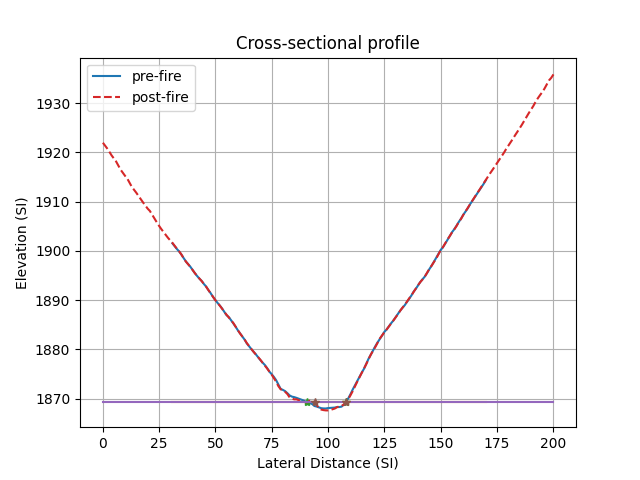 Cross-sectional profile
pre-fire
post-fire
1930
1920
1910
1900
1890
1880
1870
Elevation (SI)
0 25 50 75 100 125 150 175 200
Lateral Distance (SI)